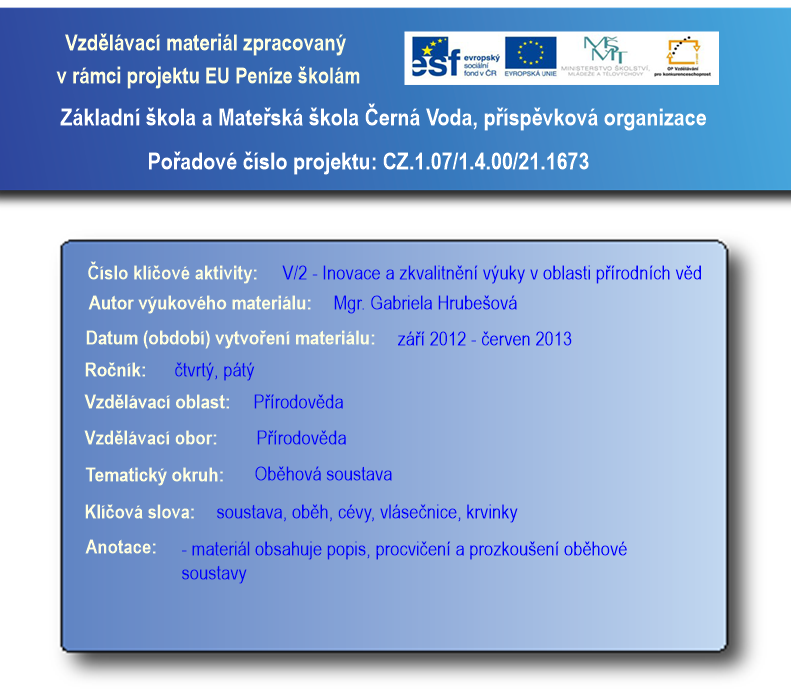 Vzdělávací materiál zpracovaný
v rámci projektu EU Peníze školám
esf evropský sociální fond v ČR
EVROPSKÁ UNIE
MINISTERSTVO ŠKOLSTVÍ, MLÁDEŽE A TĚLOVÝCHOVY
OP Vzdělávání pro konkurenceschopnost
Základní škola a Mateřská škola Černá Voda, příspěvková organizace
Pořadové číslo projektu: CZ.1.07/1.4.00/21.1673
Číslo klíčové aktivity: V/2 - Inovace a zkvalitnění výuky v oblasti přírodních věd
Autor výukového materiálu: Mgr. Gabriela Hrubešová
Datum (období) vytvoření materiálu: září 2012 - červen 2013
Ročník: čtvrtý, pátý
Vzdělávací oblast: Přírodověda
Vzdělávací obor: Přírodověda
Tematický okruh: Oběhová soustava
Klíčová slova: soustava, oběh, cévy, vlásečnice, krvinky
Anotace: - materiál obsahuje popis, procvičení a prozkoušení oběhové
soustavy